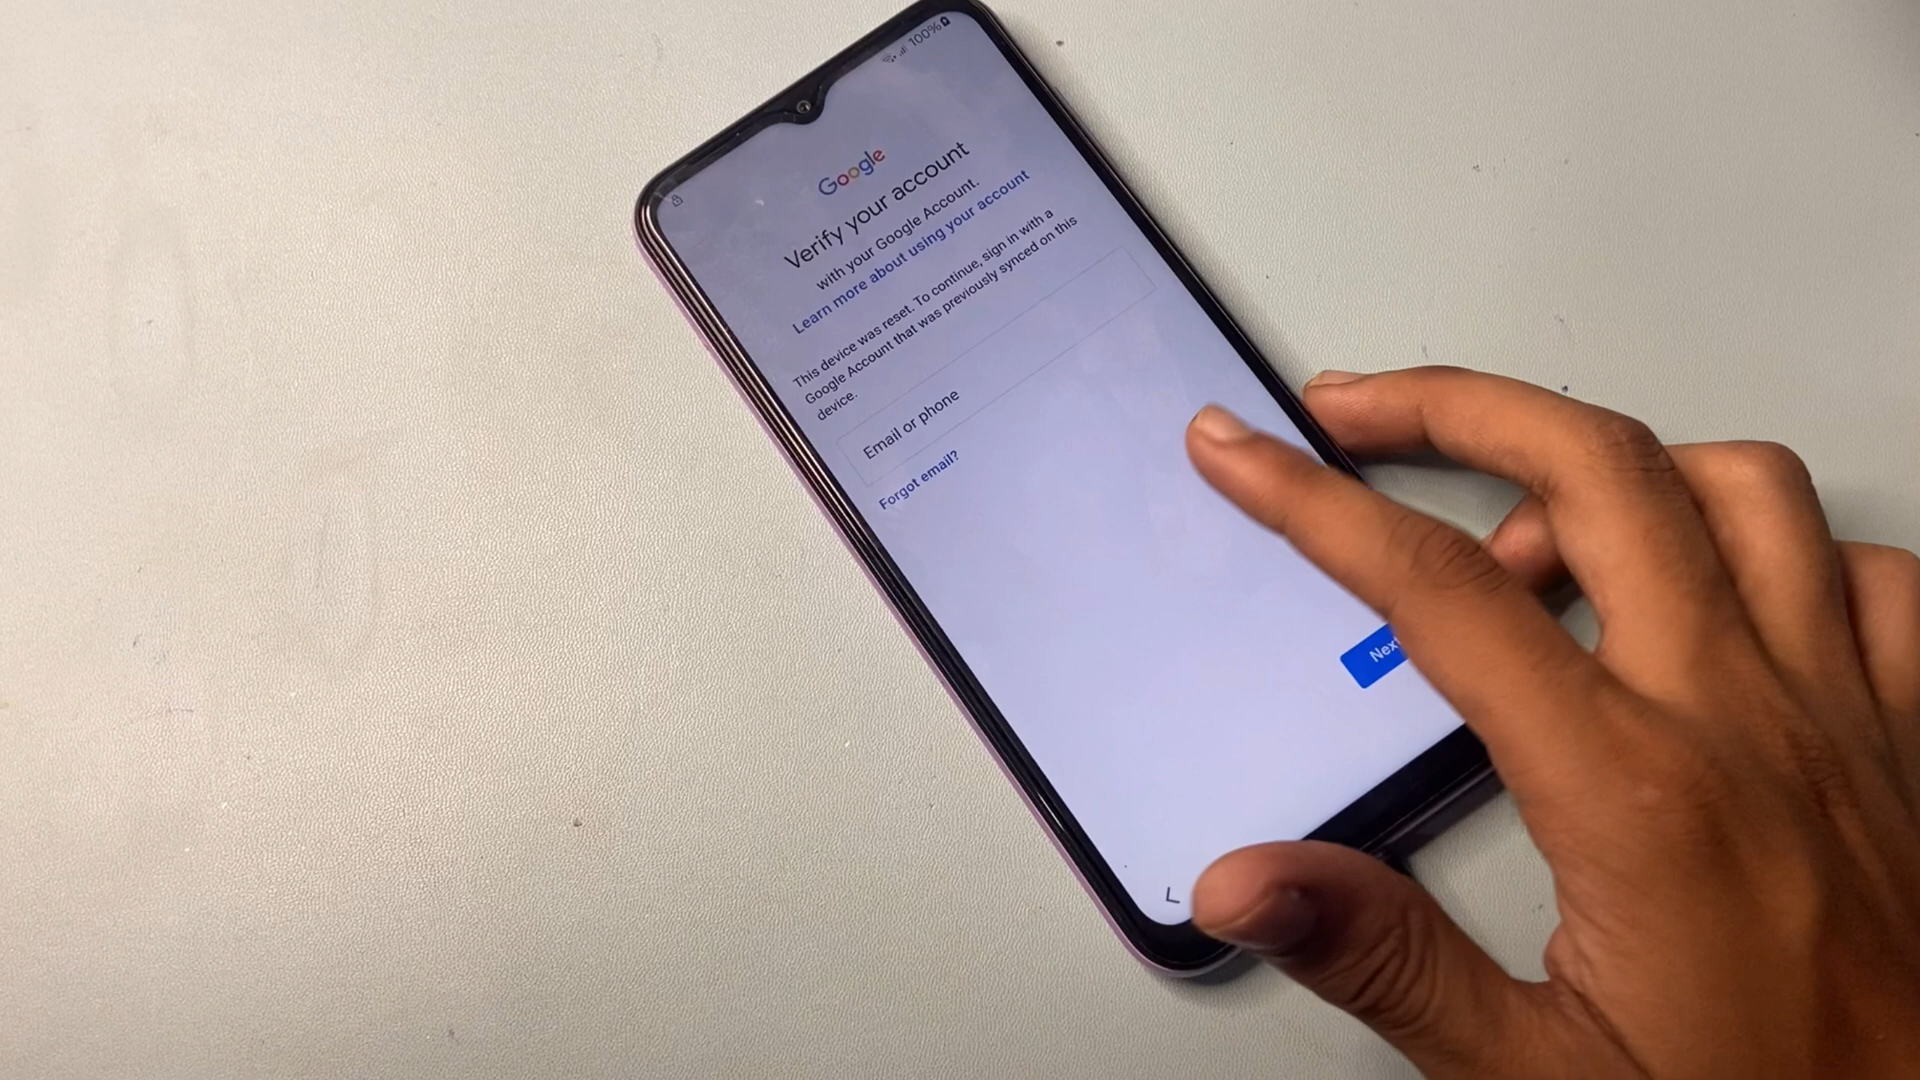 100%
Google
Verify your account
with your Google Account.
Learn more about using your account
This device was reset. To continue, sign in with a
Google Account that was previously synced on this
device.
Email or phone
Forgot email?
Next